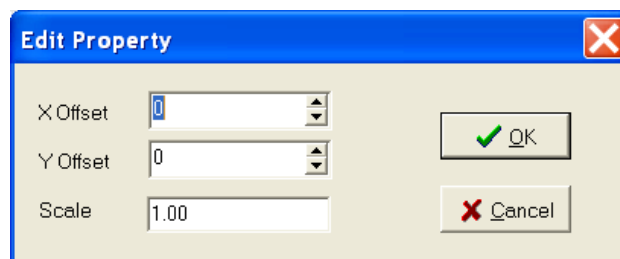 Edit Property
X Offset 0
Y Offset 0
Scale 1.00
OK
Cancel